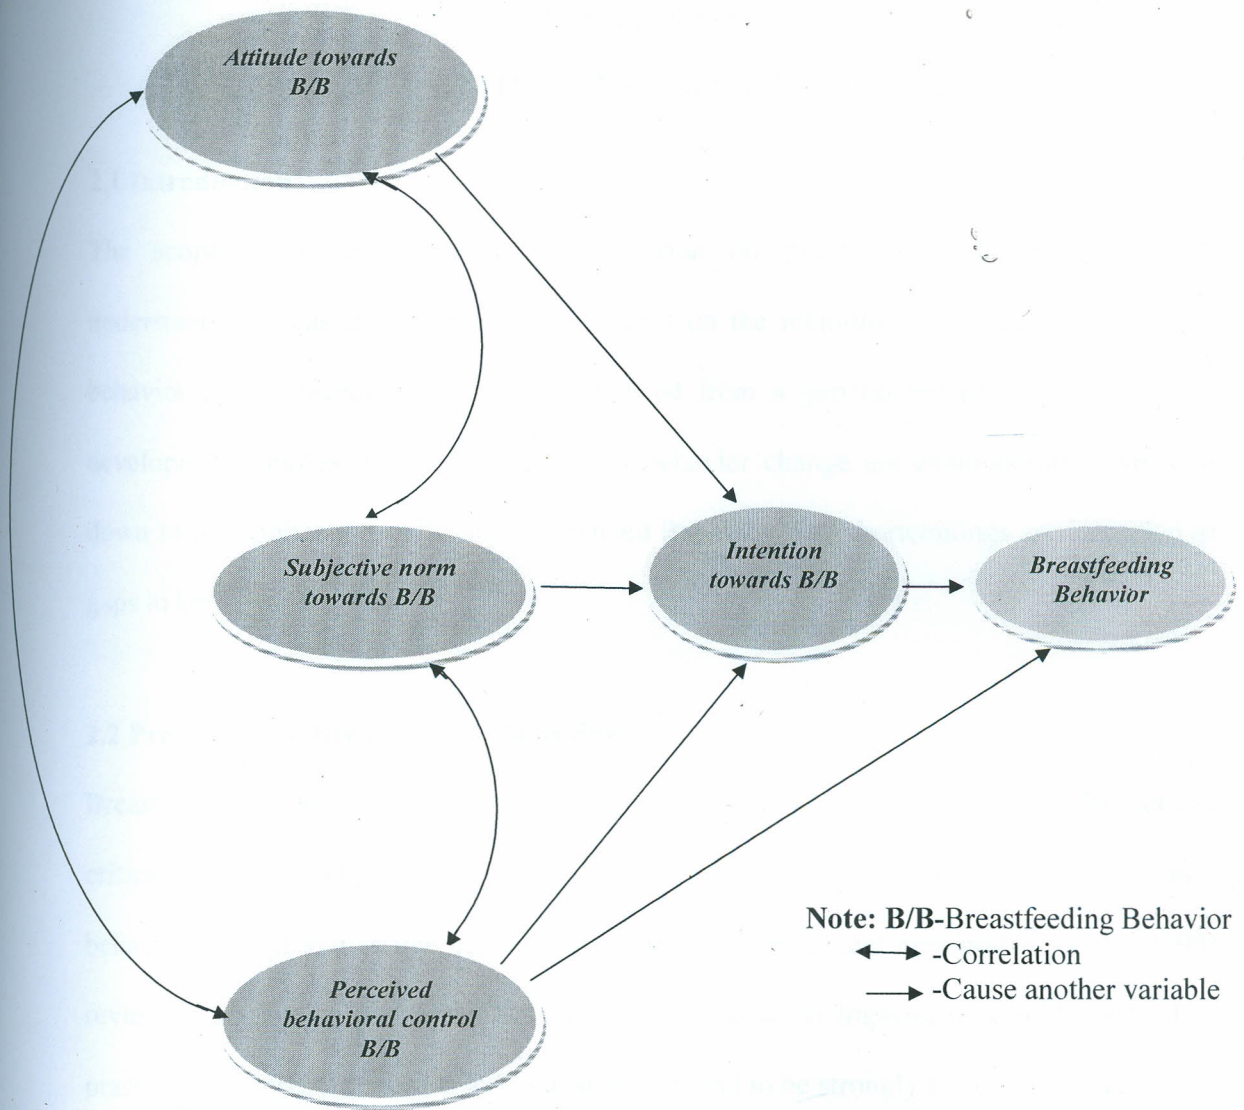 Attitude towards
B/B
Subjective norm
towards B/B
Intention
towards B/B
Breastfeeding
Behavior
Perceived
behavioral control
B/B
Note: B/B-Breastfeeding Behavior
-Correlation
-Cause another variable